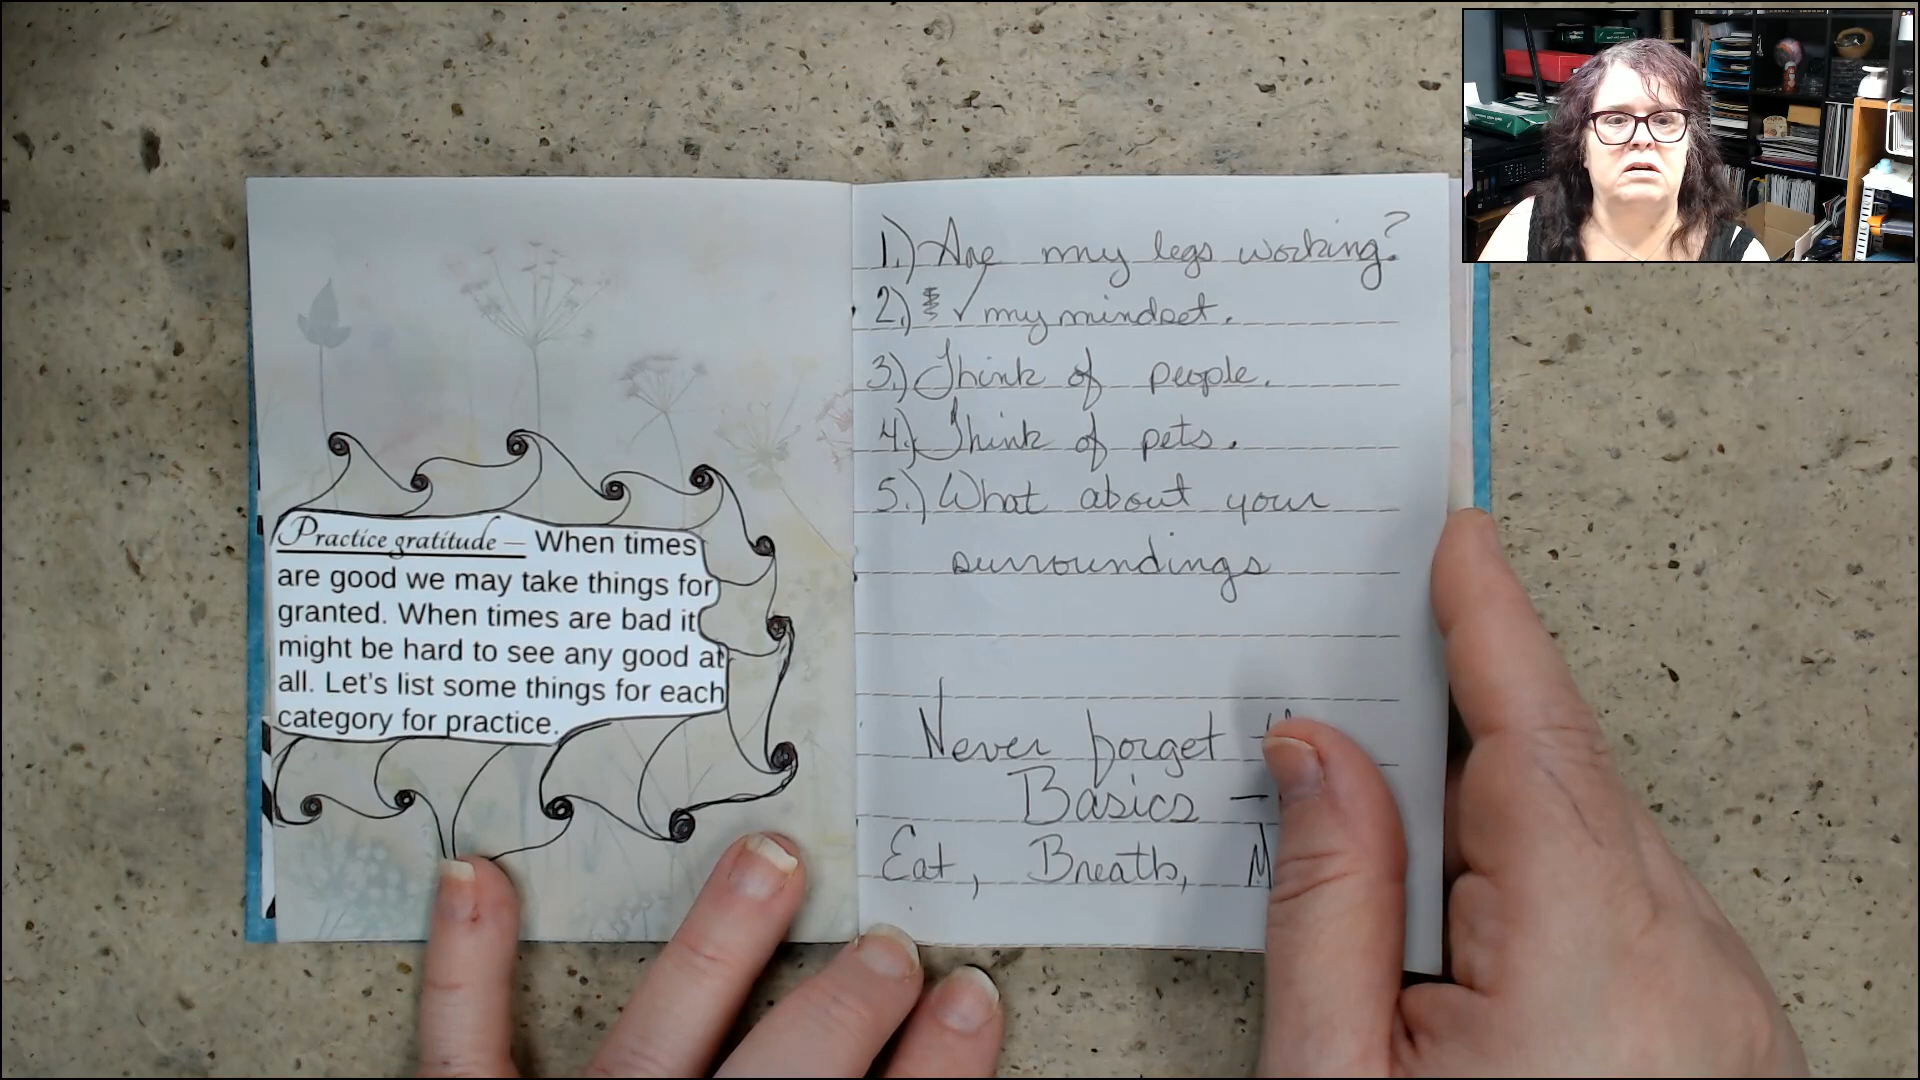 Practice gratitude — When times
are good we may take things for
granted. When times are bad it
might be hard to see any good at
all. Let's list some things for each
category for practice.
1.) Are my legs working?
2.) ✓ my mindset.
3.) Think of people.
4.) Think of pets.
5.) What about your
surroundings
Never forget
Basics —
Eat, Breath,